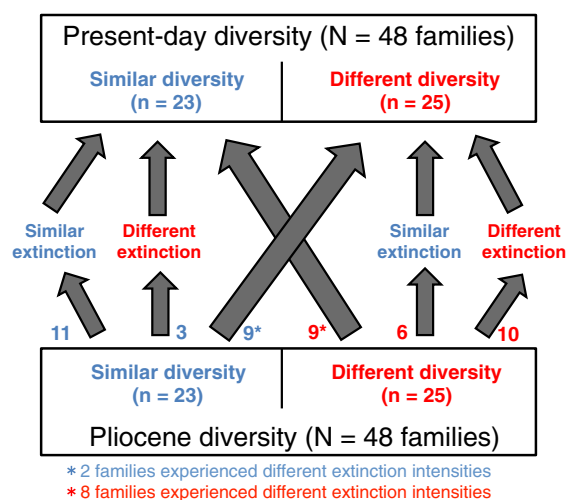 Present-day diversity (N = 48 families)
Similar diversity
(n = 23)
Different diversity
(n = 25)
Similar
extinction
Different
extinction
Similar
extinction
Different
extinction
11
3
9*
9*
6
10
Similar diversity
(n = 23)
Different diversity
(n = 25)
Pliocene diversity (N = 48 families)
* 2 families experienced different extinction intensities
* 8 families experienced different extinction intensities